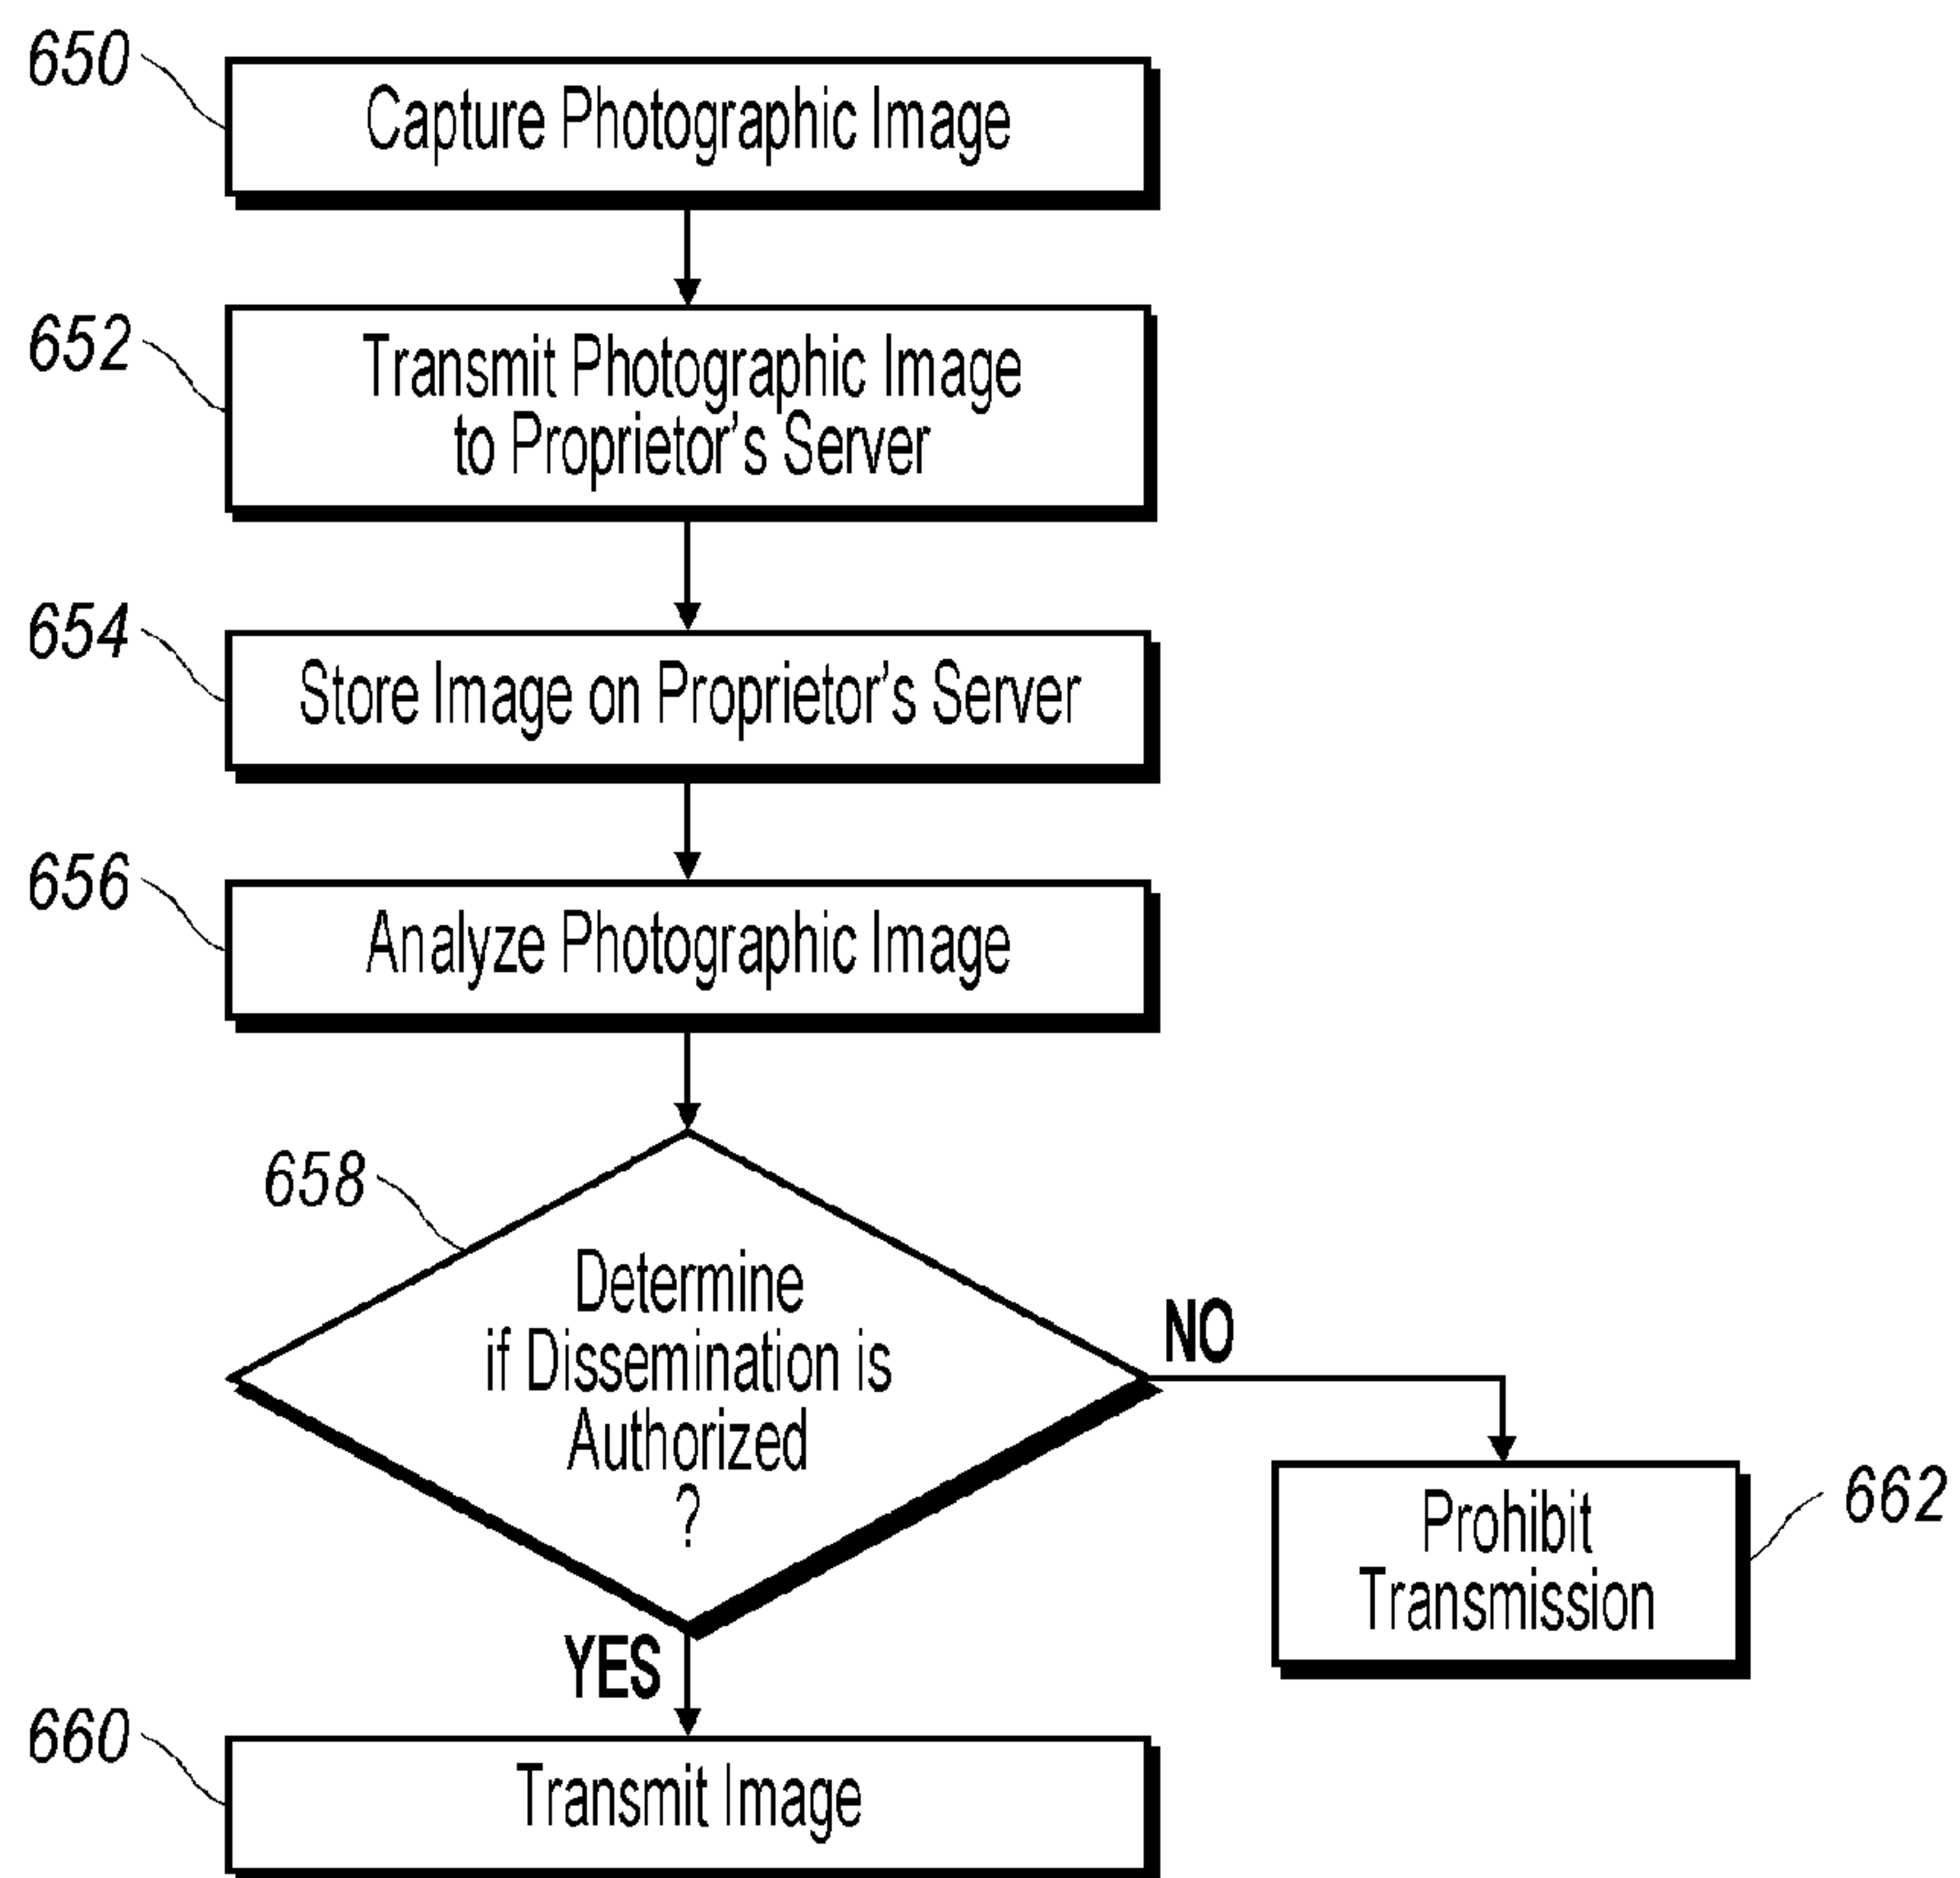 650
Capture Photographic Image
652
Transmit Photographic Image
to Proprietor's Server
654
Store Image on Proprietor's Server
656
Analyze Photographic Image
658
Determine
if Dissemination is
Authorized
?
NO
YES
Prohibit
Transmission
662
660
Transmit Image